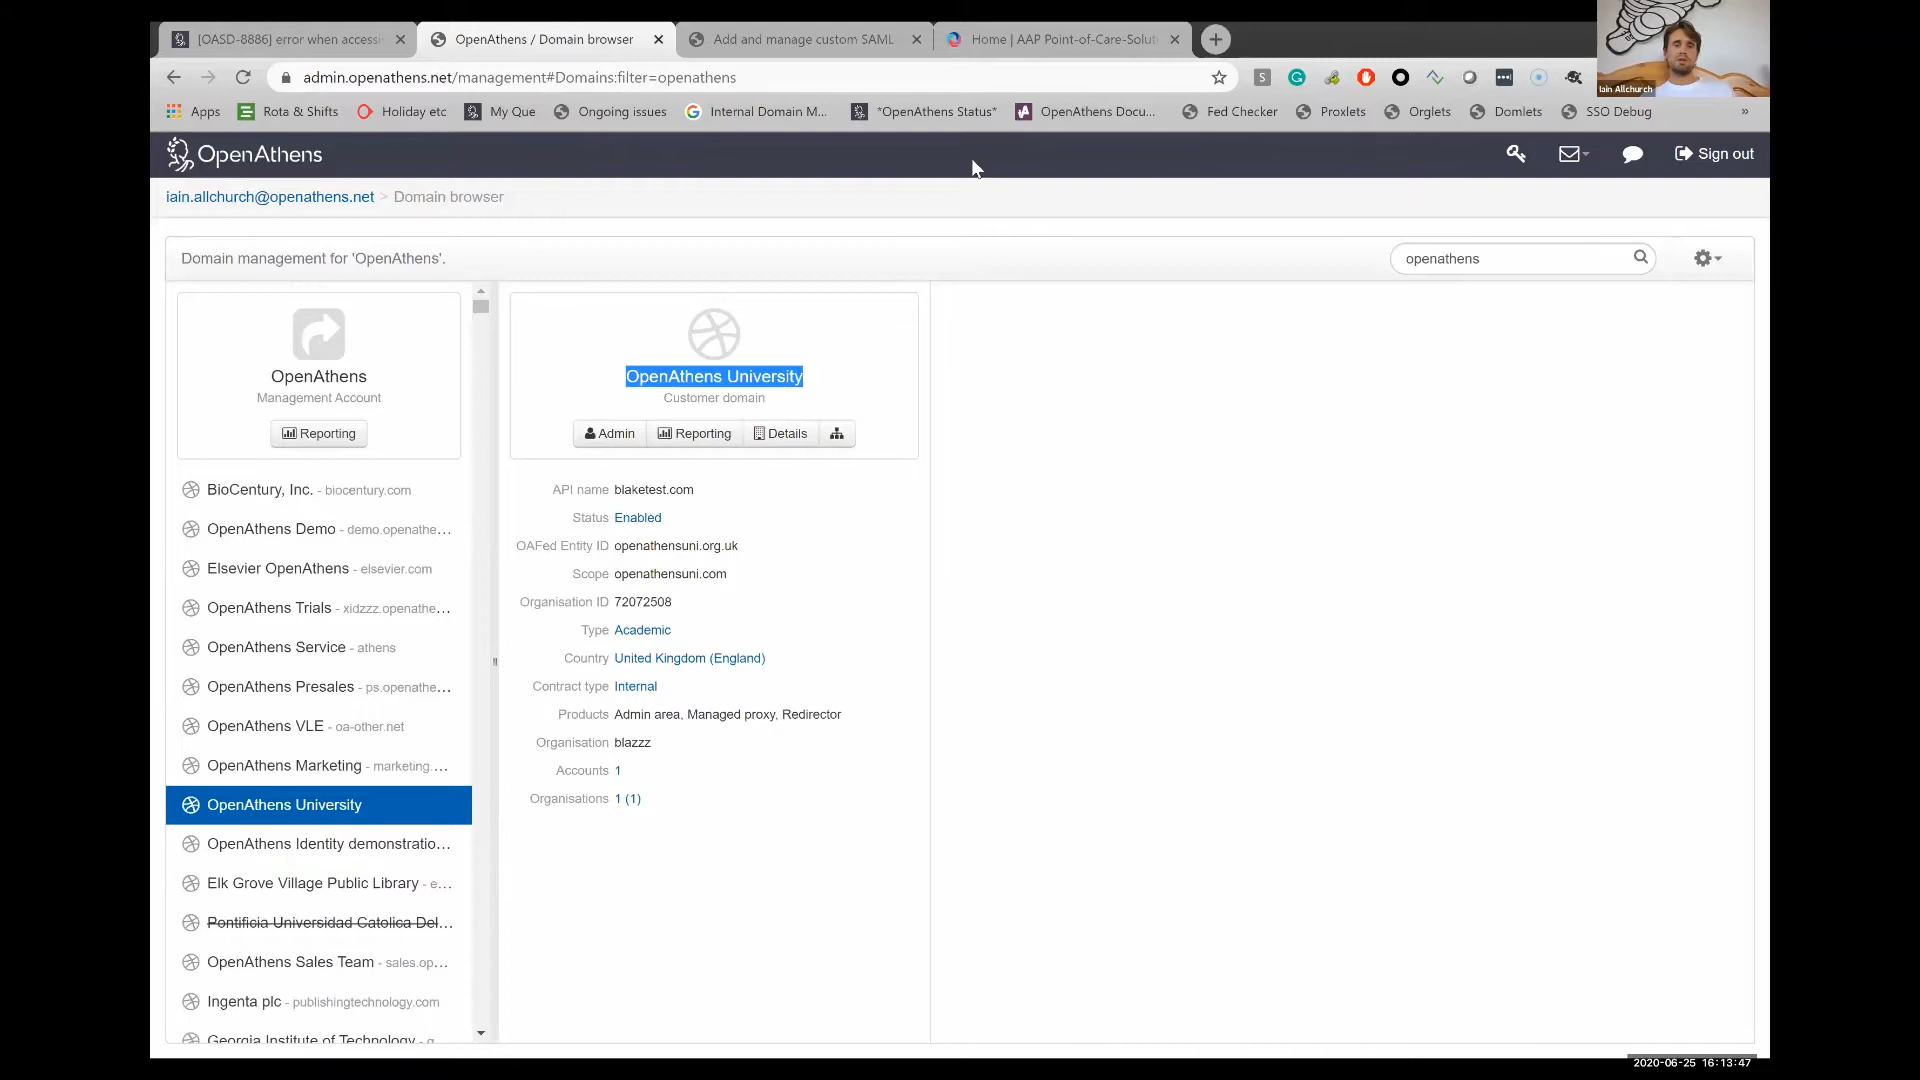 [OASD-8886] error when accessi
OpenAthens / Domain browser
Add and manage custom SAML
Home | AAP Point-of-Care-Solut
admin.openathens.net/management#Domains:filter=openathens
Iain Allchurch
Apps
Rota & Shifts
Holiday etc
My Que
Ongoing issues
Internal Domain M...
*OpenAthens Status*
OpenAthens Docu...
Fed Checker
Proxlets
Orglets
Domlets
SSO Debug
»
OpenAthens
Sign out
iain.allchurch@openathens.net > Domain browser
Domain management for 'OpenAthens'.
openathens
OpenAthens
Management Account
Reporting
BioCentury, Inc. - biocentury.com
OpenAthens Demo - demo.openathe...
Elsevier OpenAthens - elsevier.com
OpenAthens Trials - xidzzz.openathe...
OpenAthens Service - athens
OpenAthens Presales - ps.openathe...
OpenAthens VLE - oa-other.net
OpenAthens Marketing - marketing....
OpenAthens University
OpenAthens Identity demonstratio...
Elk Grove Village Public Library - e...
Pontificia Universidad Catolica Del...
OpenAthens Sales Team - sales.op...
Ingenta plc - publishingtechnology.com
Georgia Institute of Technology - g
OpenAthens University
Customer domain
Admin
Reporting
Details
API name blaketest.com
Status Enabled
OAFed Entity ID openathensuni.org.uk
Scope openathensuni.com
Organisation ID 72072508
Type Academic
Country United Kingdom (England)
Contract type Internal
Products Admin area, Managed proxy, Redirector
Organisation blazzz
Accounts 1
Organisations 1 (1)
2020-06-25 16:13:47